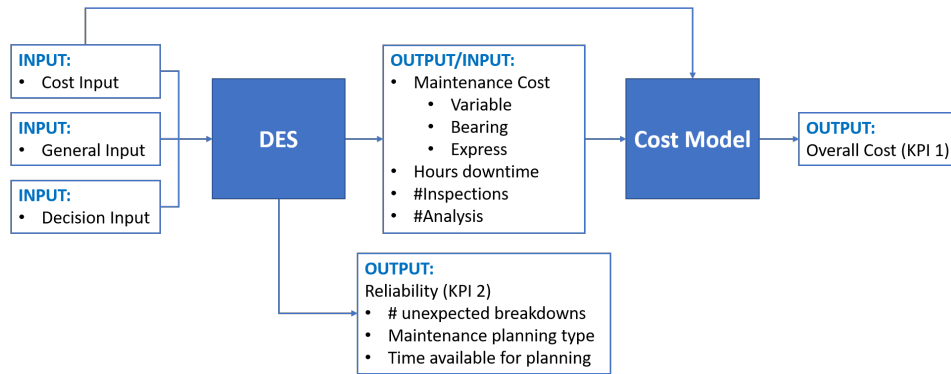 INPUT:
• Cost Input
INPUT:
• General Input
INPUT:
• Decision Input
DES
OUTPUT/INPUT:
• Maintenance Cost
• Variable
• Bearing
• Express
• Hours downtime
• #Inspections
• #Analysis
Cost Model
OUTPUT:
Overall Cost (KPI 1)
OUTPUT:
Reliability (KPI 2)
• # unexpected breakdowns
• Maintenance planning type
• Time available for planning